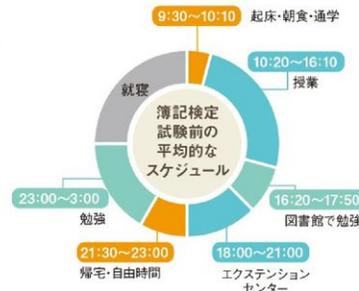 9:30〜10:10
起床・朝食・通学
10:20〜16:10
授業
16:20〜17:50
図書館で勉強
18:00〜21:00
エクステンション
センター
21:30〜23:00
帰宅・自由時間
23:00〜3:00
勉強
就寝
簿記検定
試験前の
平均的な
スケジュール